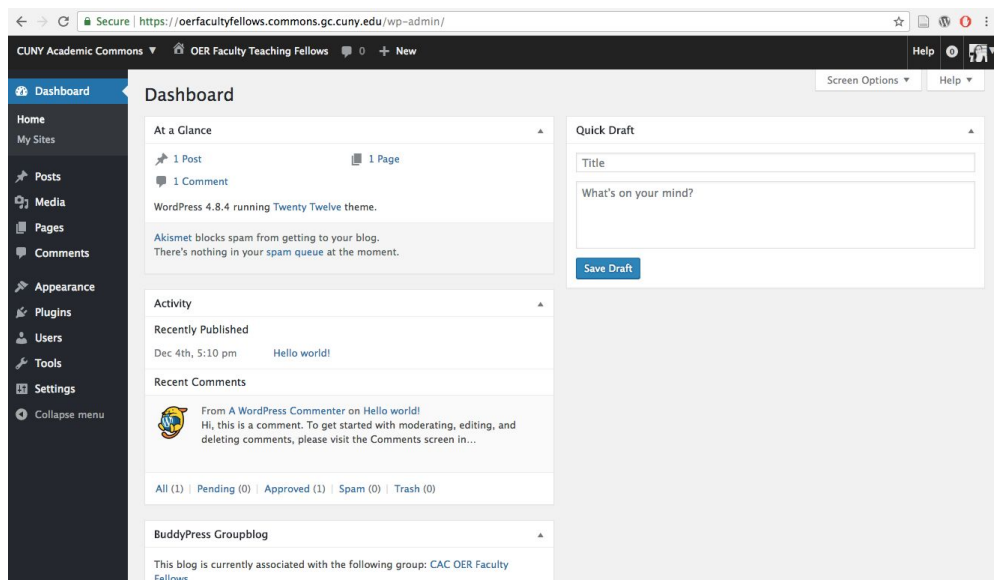 Secure | https://oerfacultyfellows.commons.gc.cuny.edu/wp-admin/
CUNY Academic Commons OER Faculty Teaching Fellows 0 + New Help 0
Screen Options Help
Dashboard
Home
My Sites
Posts
Media
Pages
Comments
Appearance
Plugins
Users
Tools
Settings
Collapse menu
Dashboard
At a Glance
1 Post 1 Page
1 Comment
WordPress 4.8.4 running Twenty Twelve theme.
Akismet blocks spam from getting to your blog.
There's nothing in your spam queue at the moment.
Activity
Recently Published
Dec 4th, 5:10 pm Hello world!
Recent Comments
From A WordPress Commenter on Hello world!
Hi, this is a comment. To get started with moderating, editing, and
deleting comments, please visit the Comments screen in...
All (1) | Pending (0) | Approved (1) | Spam (0) | Trash (0)
BuddyPress Groupblog
This blog is currently associated with the following group: CAC OER Faculty
Fellows
Quick Draft
Title
What's on your mind?
Save Draft